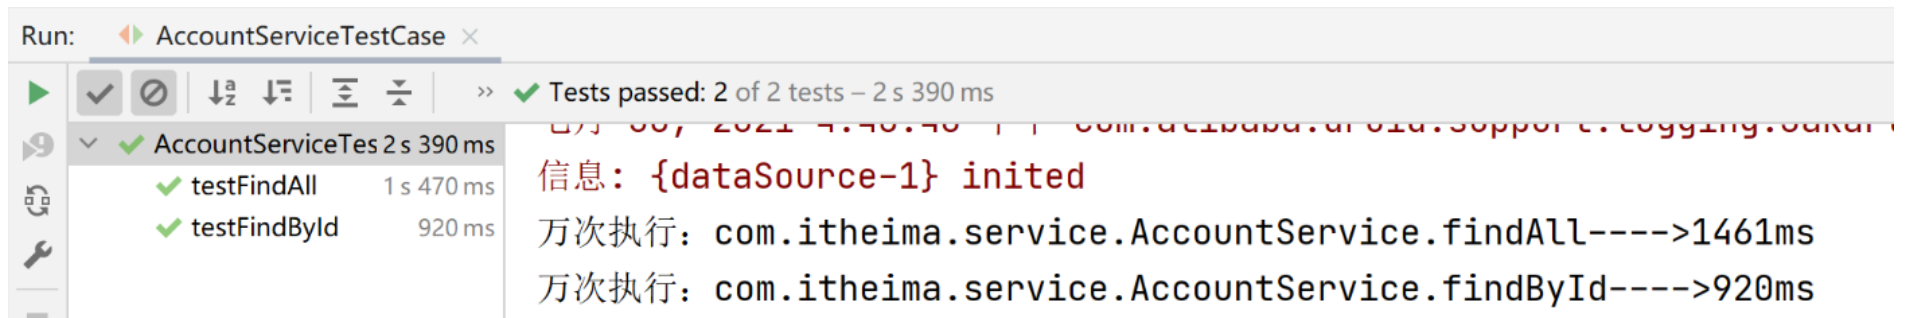 Run: AccountServiceTestCase
Tests passed: 2 of 2 tests – 2 s 390 ms
AccountServiceTes 2 s 390 ms
testFindAll 1 s 470 ms
testFindById 920 ms
信息: {dataSource-1} inited
万次执行：com.itheima.service.AccountService.findAll---->1461ms
万次执行：com.itheima.service.AccountService.findById---->920ms